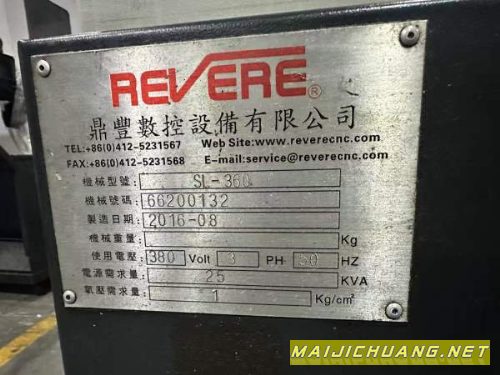 REVERE®
鼎豐數控設備有限公司
TEL:+86(0)412-5231567 Web Site:www.reverecnc.com
FAX:+86(0)412-5231568 E-mail:service@reverecnc.com
機械型號: SL-360
機械號碼: 66200132
製造日期: 2016-08
機械重量: Kg
使用電壓: 380 Volt 3 PH 50 HZ
電源需求量: 25 KVA
氣壓需求量: 1 Kg/cm²
MAIJICHUANG.NET